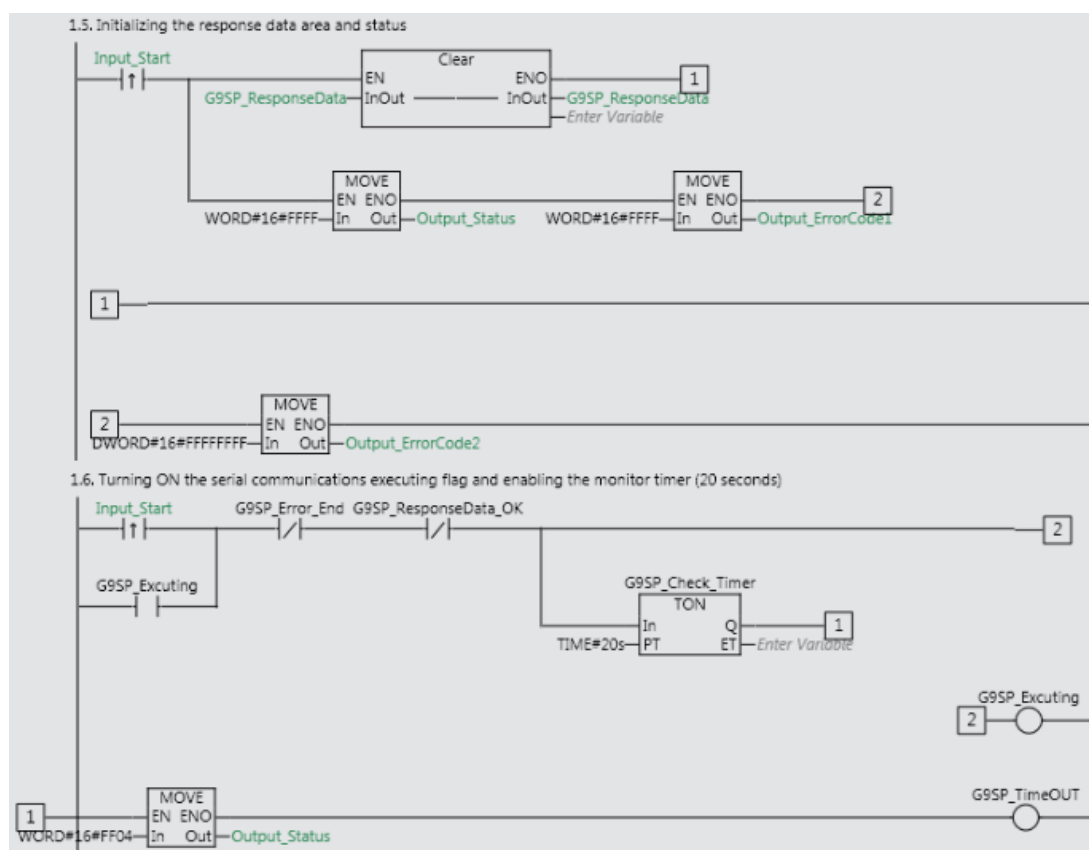 1.5. Initializing the response data area and status
Input_Start
Clear
EN ENO
1
G9SP_ResponseData InOut InOut G9SP_ResponseData
Enter Variable
MOVE MOVE
EN ENO EN ENO
2
WORD#16#FFFF In Out Output_Status WORD#16#FFFF In Out Output_ErrorCode1
1
MOVE
2
EN ENO
DWORD#16#FFFFFFFF In Out Output_ErrorCode2
1.6. Turning ON the serial communications executing flag and enabling the monitor timer (20 seconds)
Input_Start G9SP_Error_End G9SP_ResponseData_OK
2
G9SP_Excuting G9SP_Check_Timer
TON
In Q
1
TIME#20s PT ET Enter Variable
G9SP_Excuting
2
MOVE G9SP_TimeOUT
1
EN ENO
WORD#16#FF04 In Out Output_Status